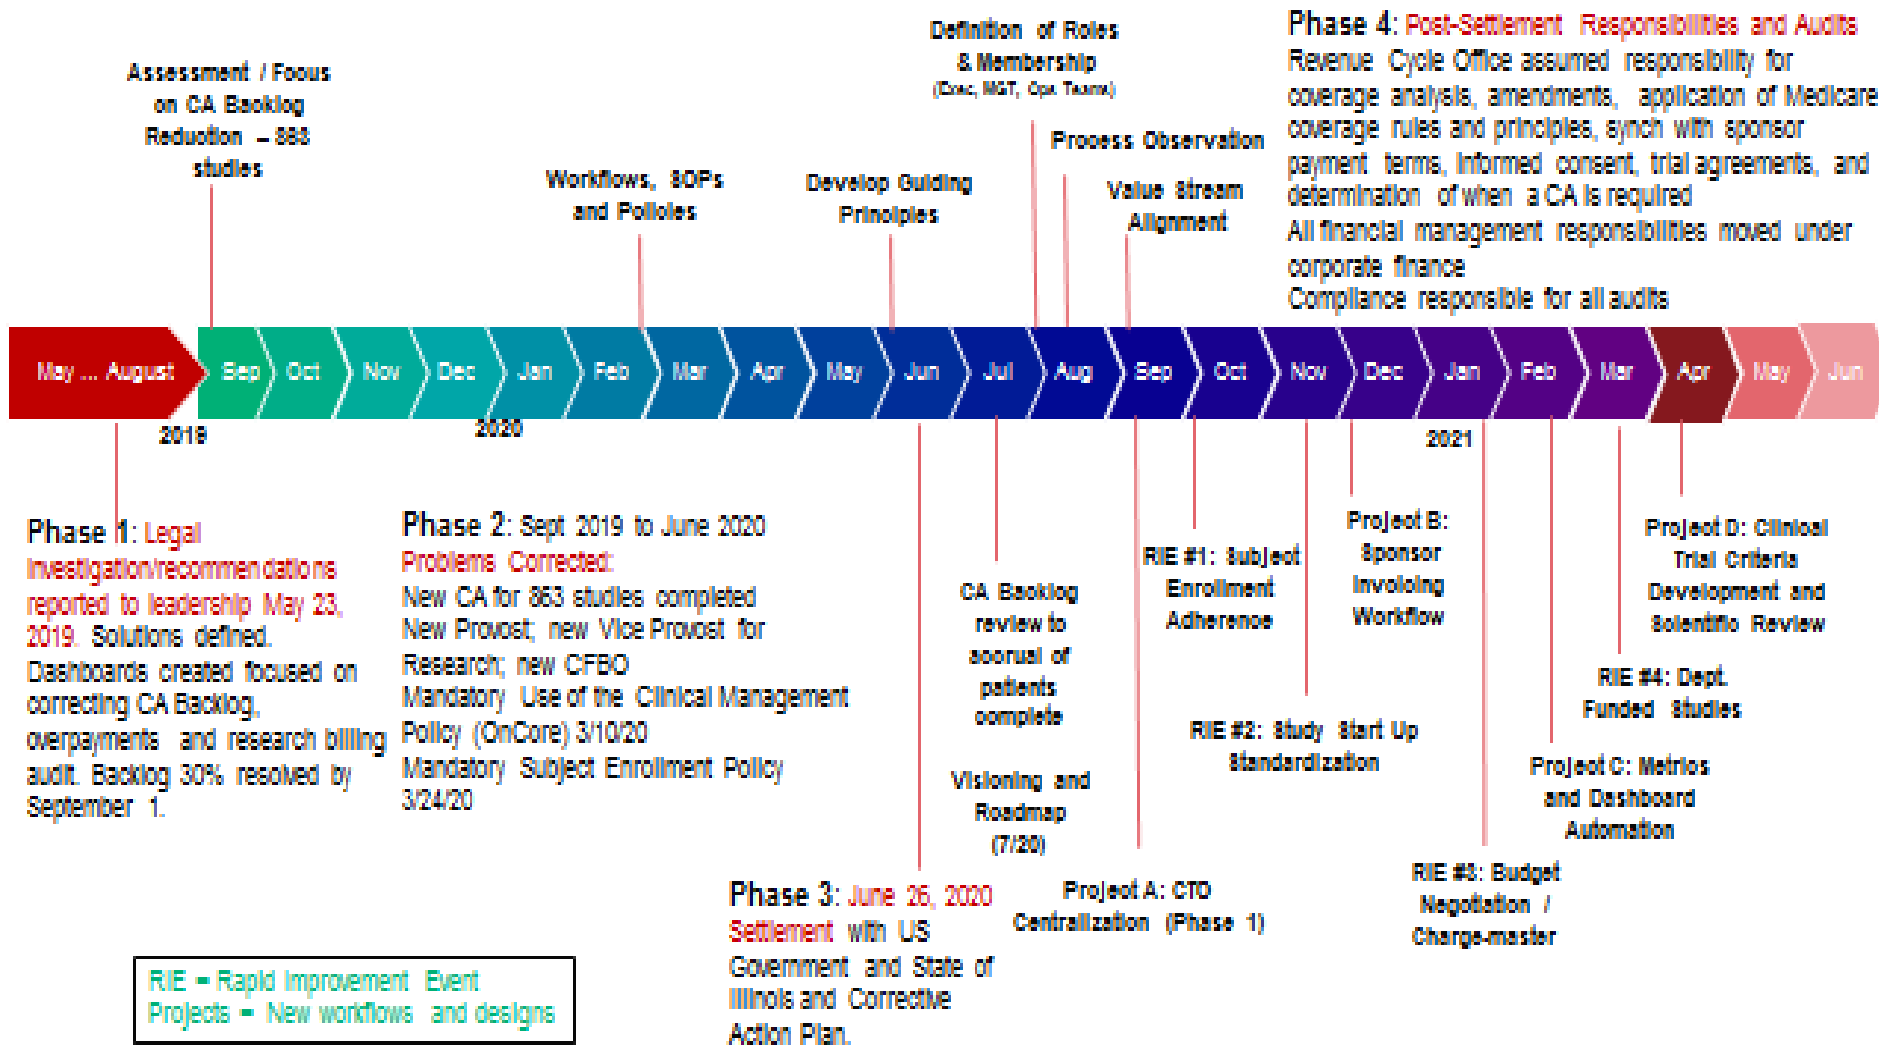 Assessment / Focus
on CA Backlog
Reduction – 863
studies
Workflows, SOPs
and Policies
Develop Guiding
Principles
Definition of Roles
& Membership
(Exec, MGT, Ops Teams)
Process Observation
Value Stream
Alignment
Phase 4: Post-Settlement Responsibilities and Audits
Revenue Cycle Office assumed responsibility for
coverage analysis, amendments, application of Medicare
coverage rules and principles, synch with sponsor
payment terms, informed consent, trial agreements, and
determination of when a CA is required
All financial management responsibilities moved under
corporate finance
Compliance responsible for all audits
May ... August
Sep
Oct
Nov
Dec
Jan
Feb
Mar
Apr
May
Jun
Jul
Aug
Sep
Oct
Nov
Dec
Jan
Feb
Mar
Apr
May
Jun
2019
2020
2021
Phase 1: Legal
investigation/recommendations
reported to leadership May 23,
2019. Solutions defined.
Dashboards created focused on
correcting CA Backlog,
overpayments and research billing
audit. Backlog 30% resolved by
September 1.
Phase 2: Sept 2019 to June 2020
Problems Corrected:
New CA for 863 studies completed
New Provost; new Vice Provost for
Research; new CFBO
Mandatory Use of the Clinical Management
Policy (OnCore) 3/10/20
Mandatory Subject Enrollment Policy
3/24/20
Phase 3: June 26, 2020
Settlement with US
Government and State of
Illinois and Corrective
Action Plan.
CA Backlog
review to
accrual of
patients
complete
Visioning and
Roadmap
(7/20)
Project A: CTO
Centralization (Phase 1)
RIE #1: Subject
Enrollment
Adherence
RIE #2: Study Start Up
Standardization
Project B:
Sponsor
Invoicing
Workflow
RIE #3: Budget
Negotiation /
Charge-master
Project C: Metrics
and Dashboard
Automation
RIE #4: Dept.
Funded Studies
Project D: Clinical
Trial Criteria
Development and
Scientific Review
RIE = Rapid Improvement Event
Projects = New workflows and designs